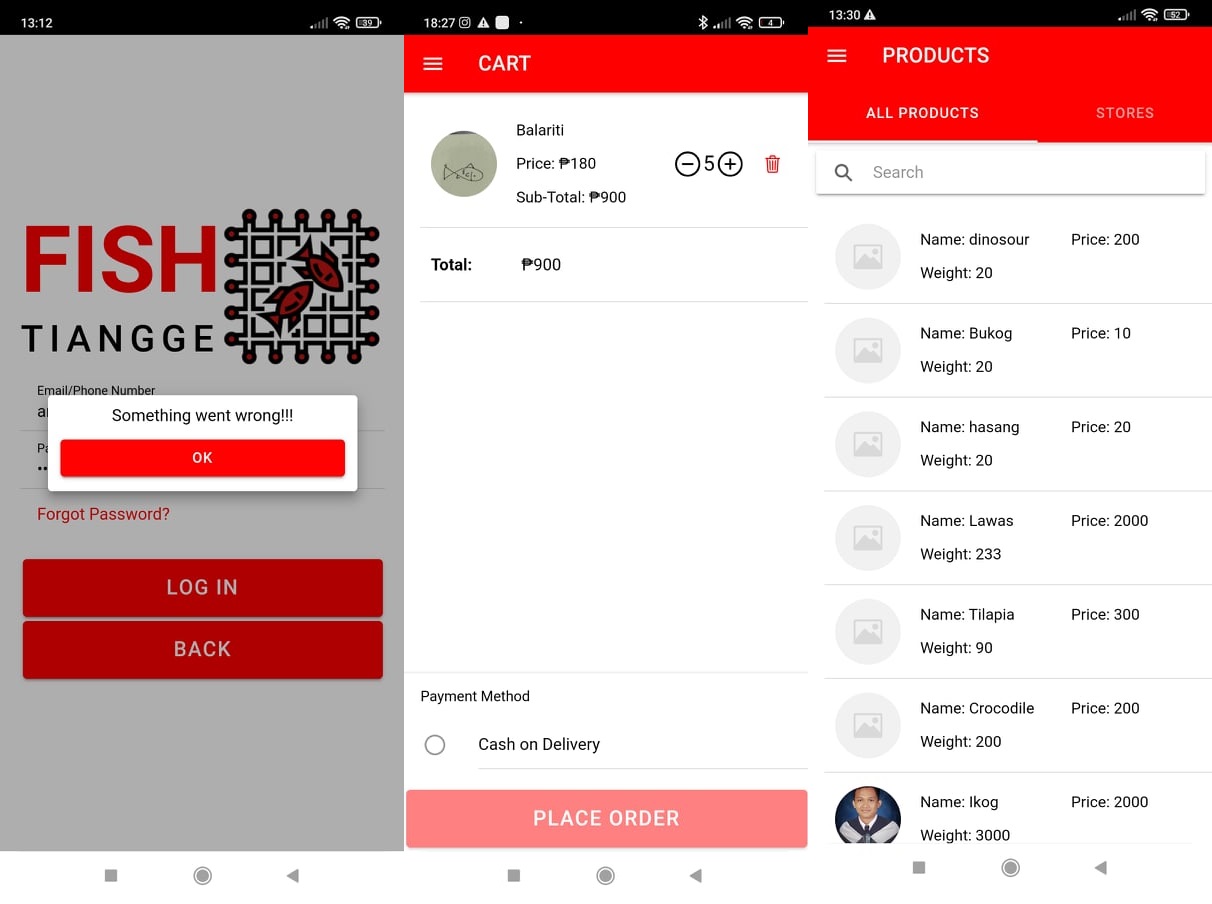 13:12
39
FISH
TIANGGE
Email/Phone Number
Something went wrong!!!
OK
Forgot Password?
LOG IN
BACK
18:27
4
CART
Balariti
Price: ₱180
5
Sub-Total: ₱900
Total: ₱900
Payment Method
Cash on Delivery
PLACE ORDER
13:30
52
PRODUCTS
ALL PRODUCTS STORES
Search
Name: dinosour Price: 200
Weight: 20
Name: Bukog Price: 10
Weight: 20
Name: hasang Price: 20
Weight: 20
Name: Lawas Price: 2000
Weight: 233
Name: Tilapia Price: 300
Weight: 90
Name: Crocodile Price: 200
Weight: 200
Name: Ikog Price: 2000
Weight: 3000